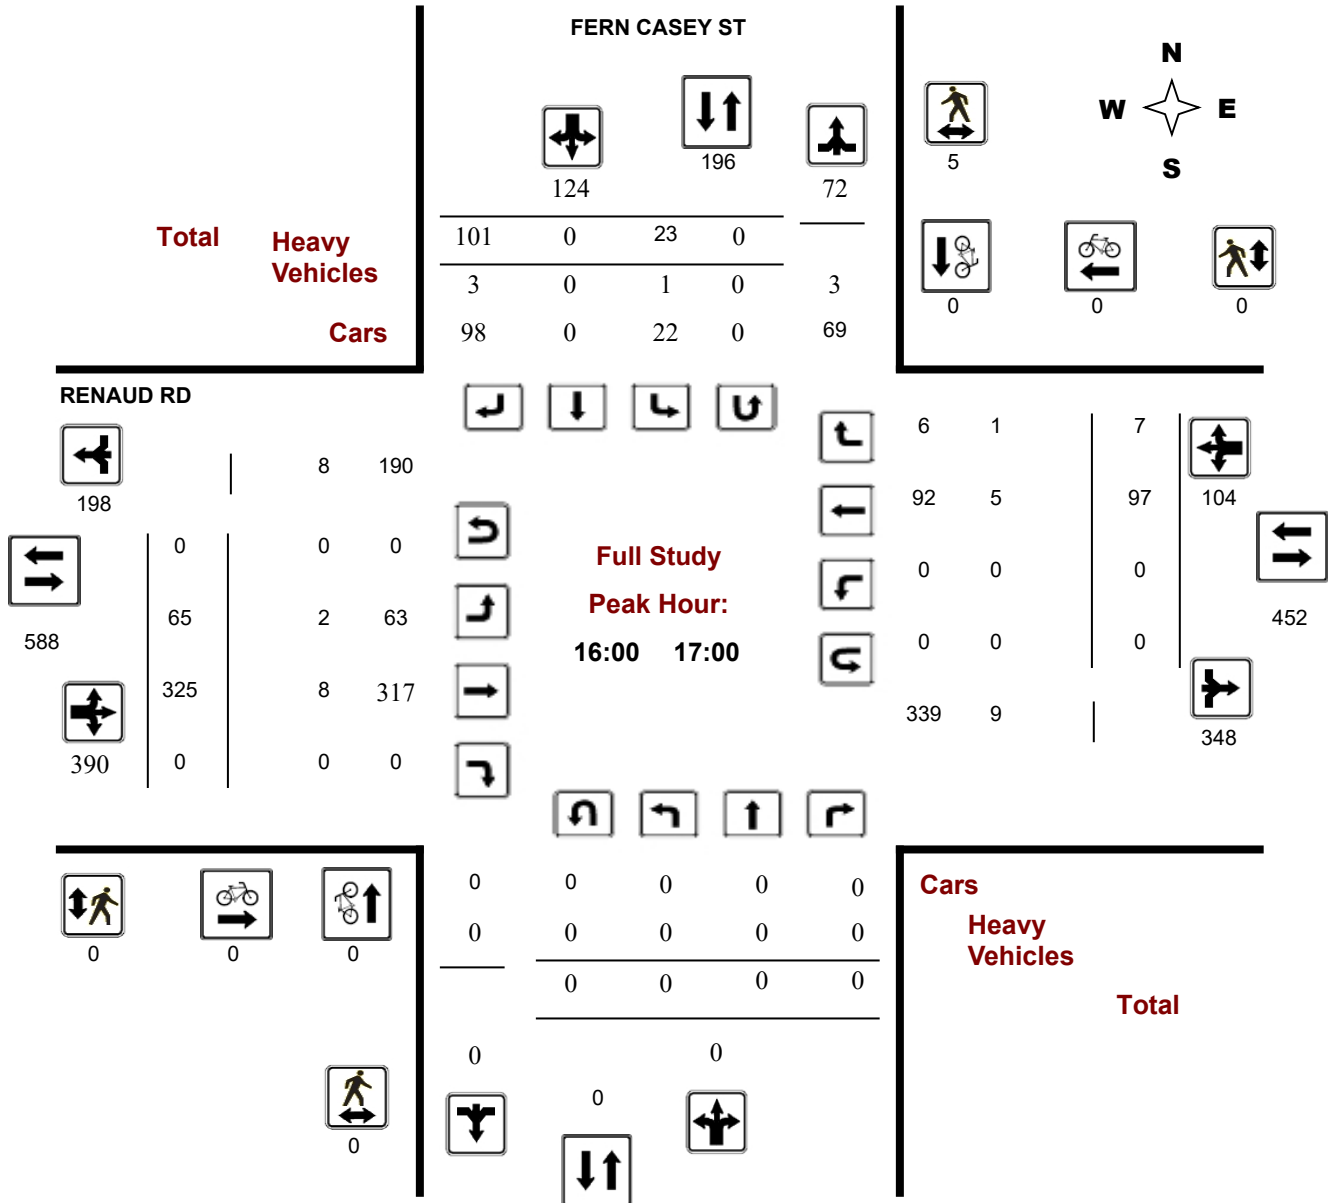 FERN CASEY ST
N
W E
S
196
5
124
72
Total
Heavy
Vehicles
Cars
101 0 23 0
3 0 1 0 3
98 0 22 0 69
0 0 0
RENAUD RD
198
8 190
0 0 0
588
65 2 63
325 8 317
390
0 0 0
Full Study
Peak Hour:
16:00 17:00
6 1 7
92 5 97
104
0 0 0
452
0 0 0
339 9
348
0 0 0
0
0 0 0 0 0
0 0 0 0 0
0 0 0 0
0 0
0
Cars
Heavy
Vehicles
Total